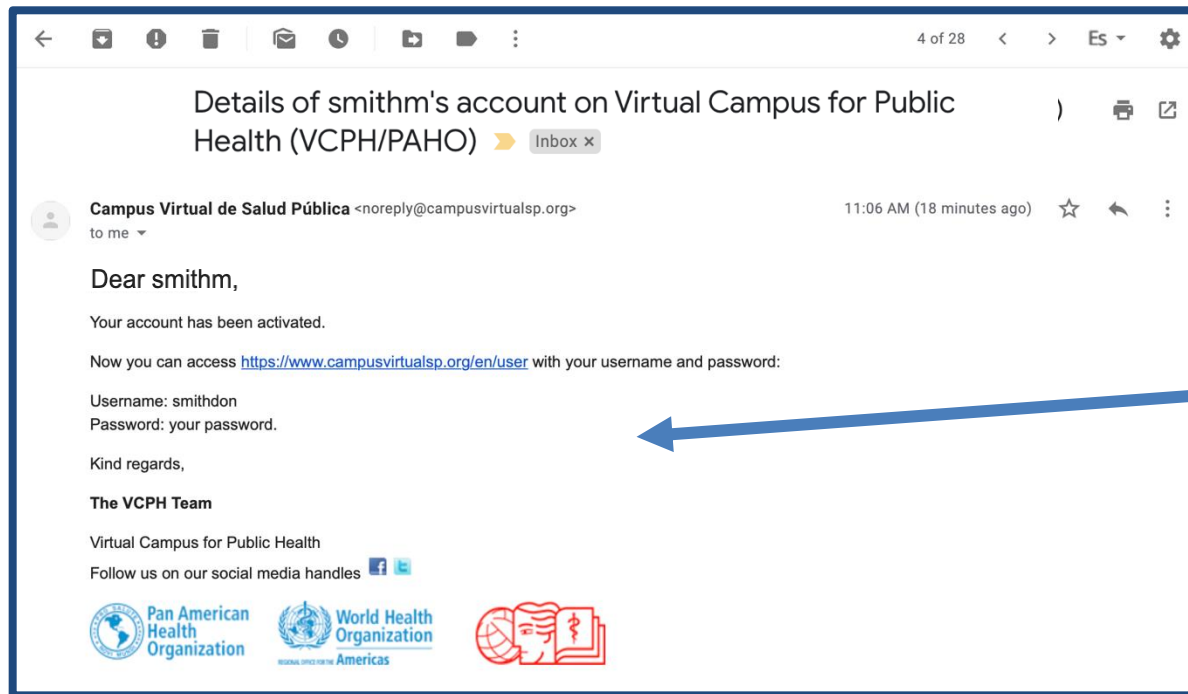 4 of 28
Es
Details of smithm's account on Virtual Campus for Public
)
Health (VCPH/PAHO)
Inbox x
Campus Virtual de Salud Pública <noreply@campusvirtualsp.org>
11:06 AM (18 minutes ago)
to me
Dear smithm,
Your account has been activated.
Now you can access https://www.campusvirtualsp.org/en/user with your username and password:
Username: smithdon
Password: your password.
Kind regards,
The VCPH Team
Virtual Campus for Public Health
Follow us on our social media handles
Pan American
Health
Organization
World Health
Organization
REGIONAL OFFICE FOR THE Americas